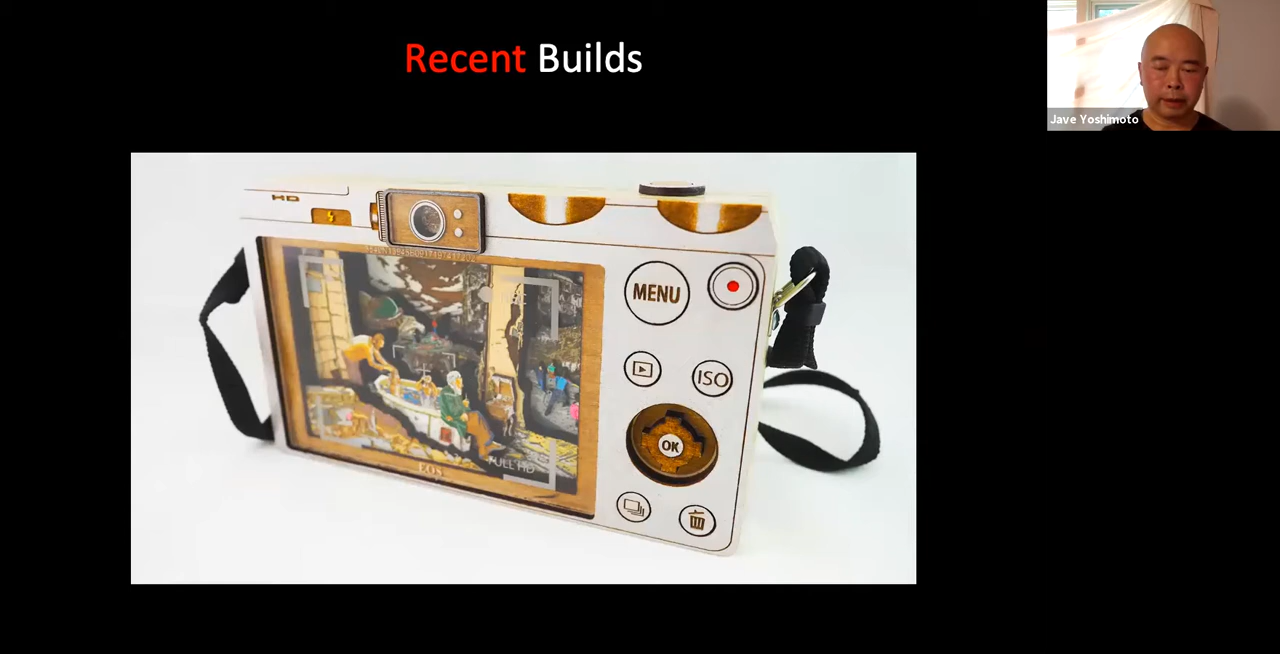 Recent Builds
Jave Yoshimoto
HD
MENU
ISO
OK
FULL HD
EOS